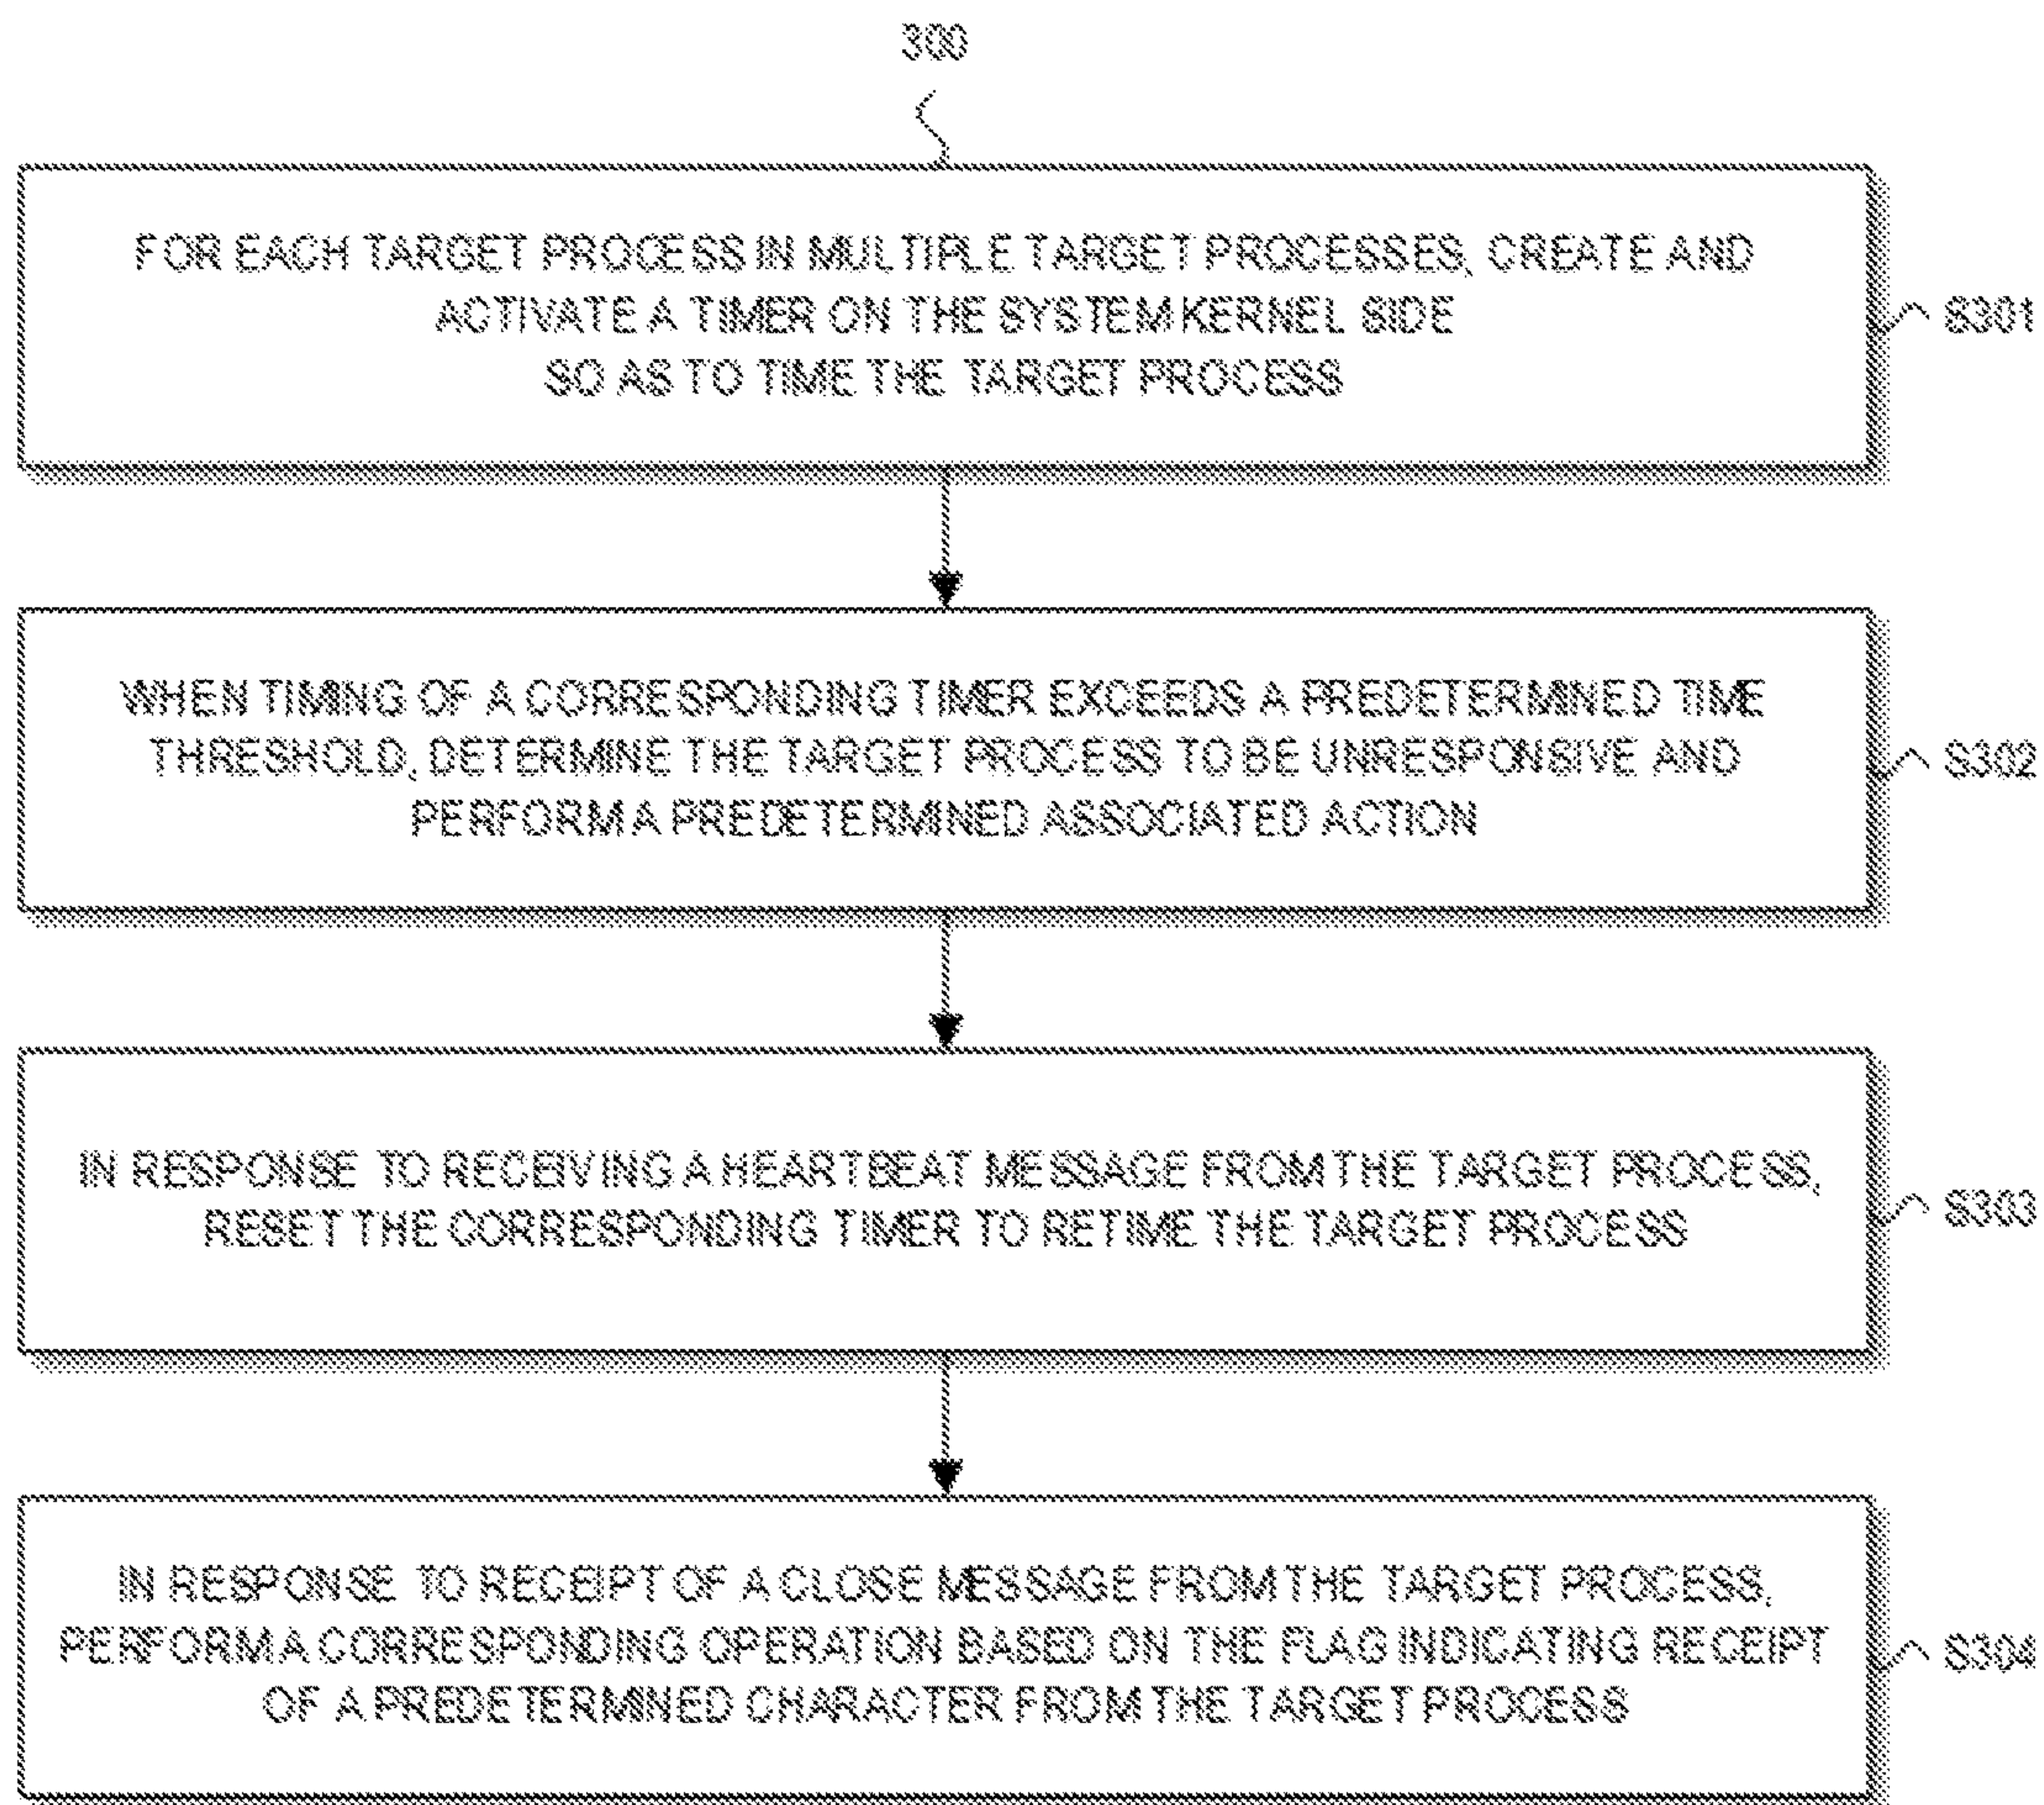 300
FOR EACH TARGET PROCESS IN MULTIPLE TARGET PROCESSES, CREATE AND
ACTIVATE A TIMER ON THE SYSTEM KERNEL SIDE
SO AS TO TIME THE TARGET PROCESS
S301
WHEN TIMING OF A CORRESPONDING TIMER EXCEEDS A PREDETERMINED TIME
THRESHOLD, DETERMINE THE TARGET PROCESS TO BE UNRESPONSIVE AND
PERFORM A PREDETERMINED ASSOCIATED ACTION
S302
IN RESPONSE TO RECEIVING A HEARTBEAT MESSAGE FROM THE TARGET PROCESS,
RESET THE CORRESPONDING TIMER TO RETIME THE TARGET PROCESS
S303
IN RESPONSE TO RECEIPT OF A CLOSE MESSAGE FROM THE TARGET PROCESS,
PERFORM A CORRESPONDING OPERATION BASED ON THE FLAG INDICATING RECEIPT
OF A PREDETERMINED CHARACTER FROM THE TARGET PROCESS
S304